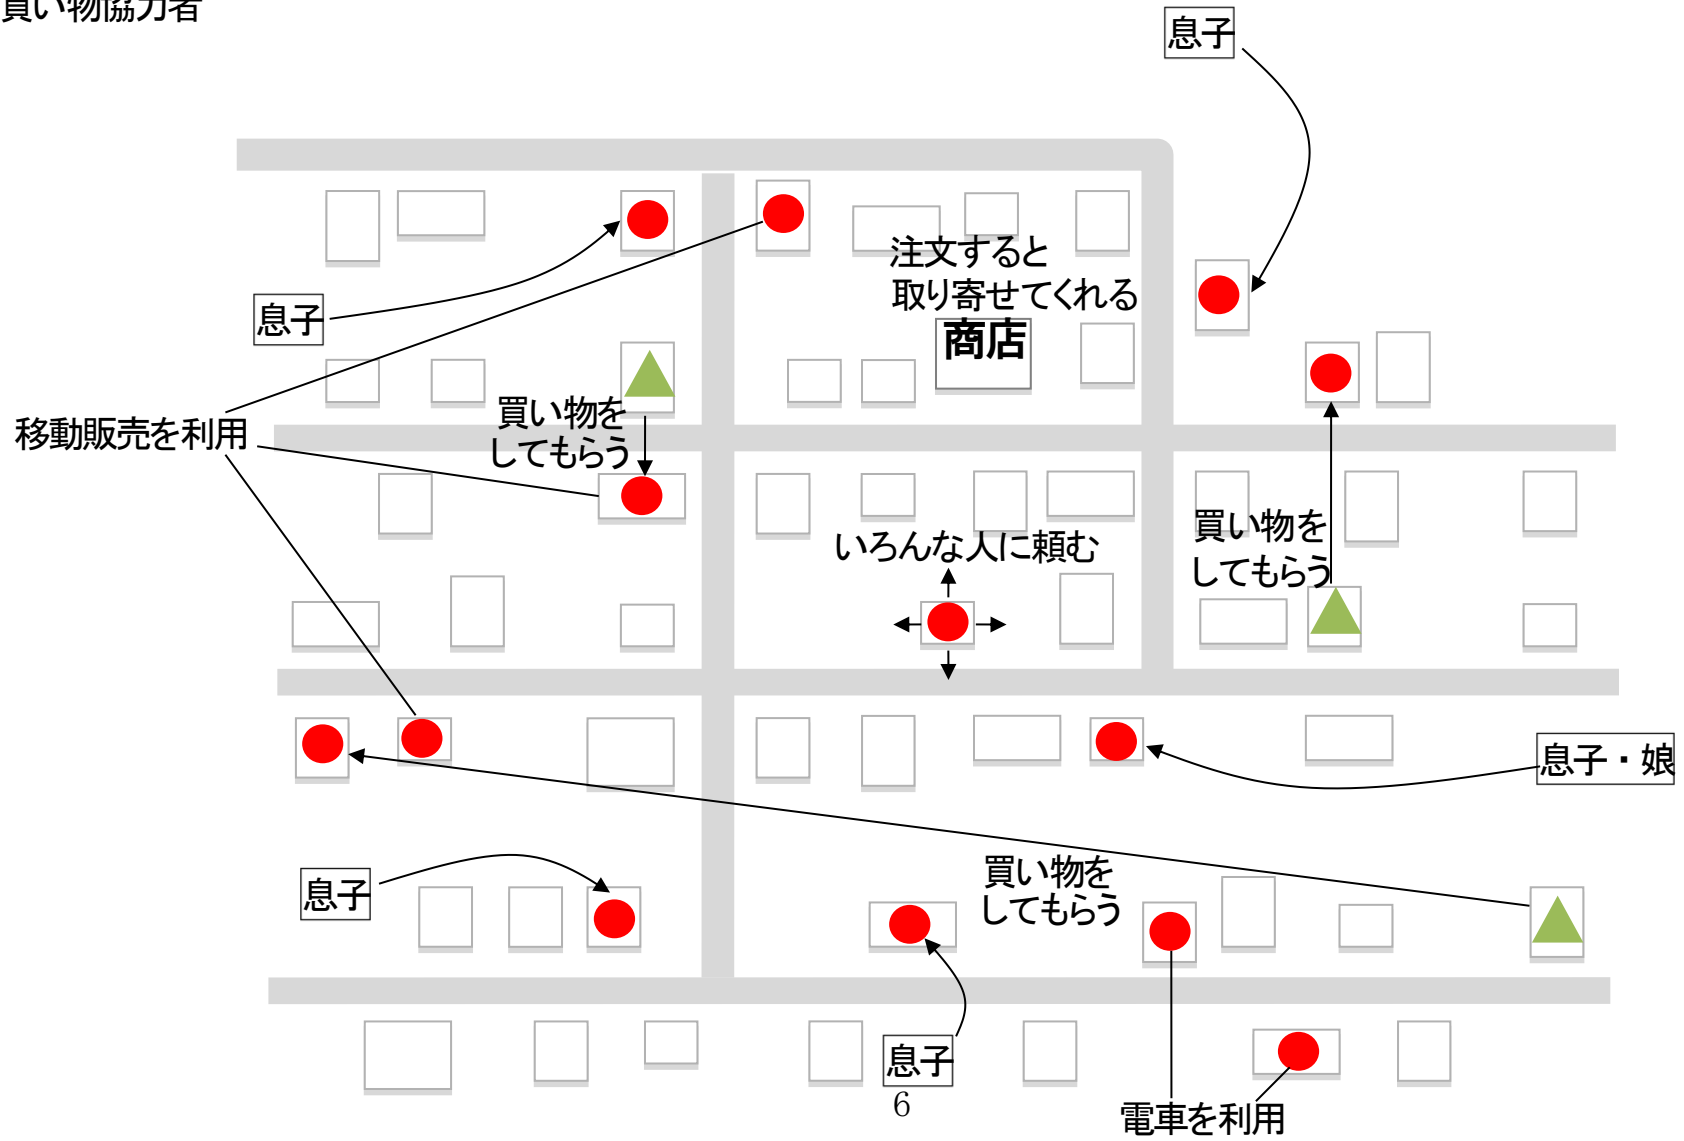 買い物協力者
息子
注文すると
取り寄せてくれる
商店
息子
移動販売を利用
買い物を
してもらう
買い物を
してもらう
いろんな人に頼む
息子・娘
息子
買い物を
してもらう
息子
6
電車を利用